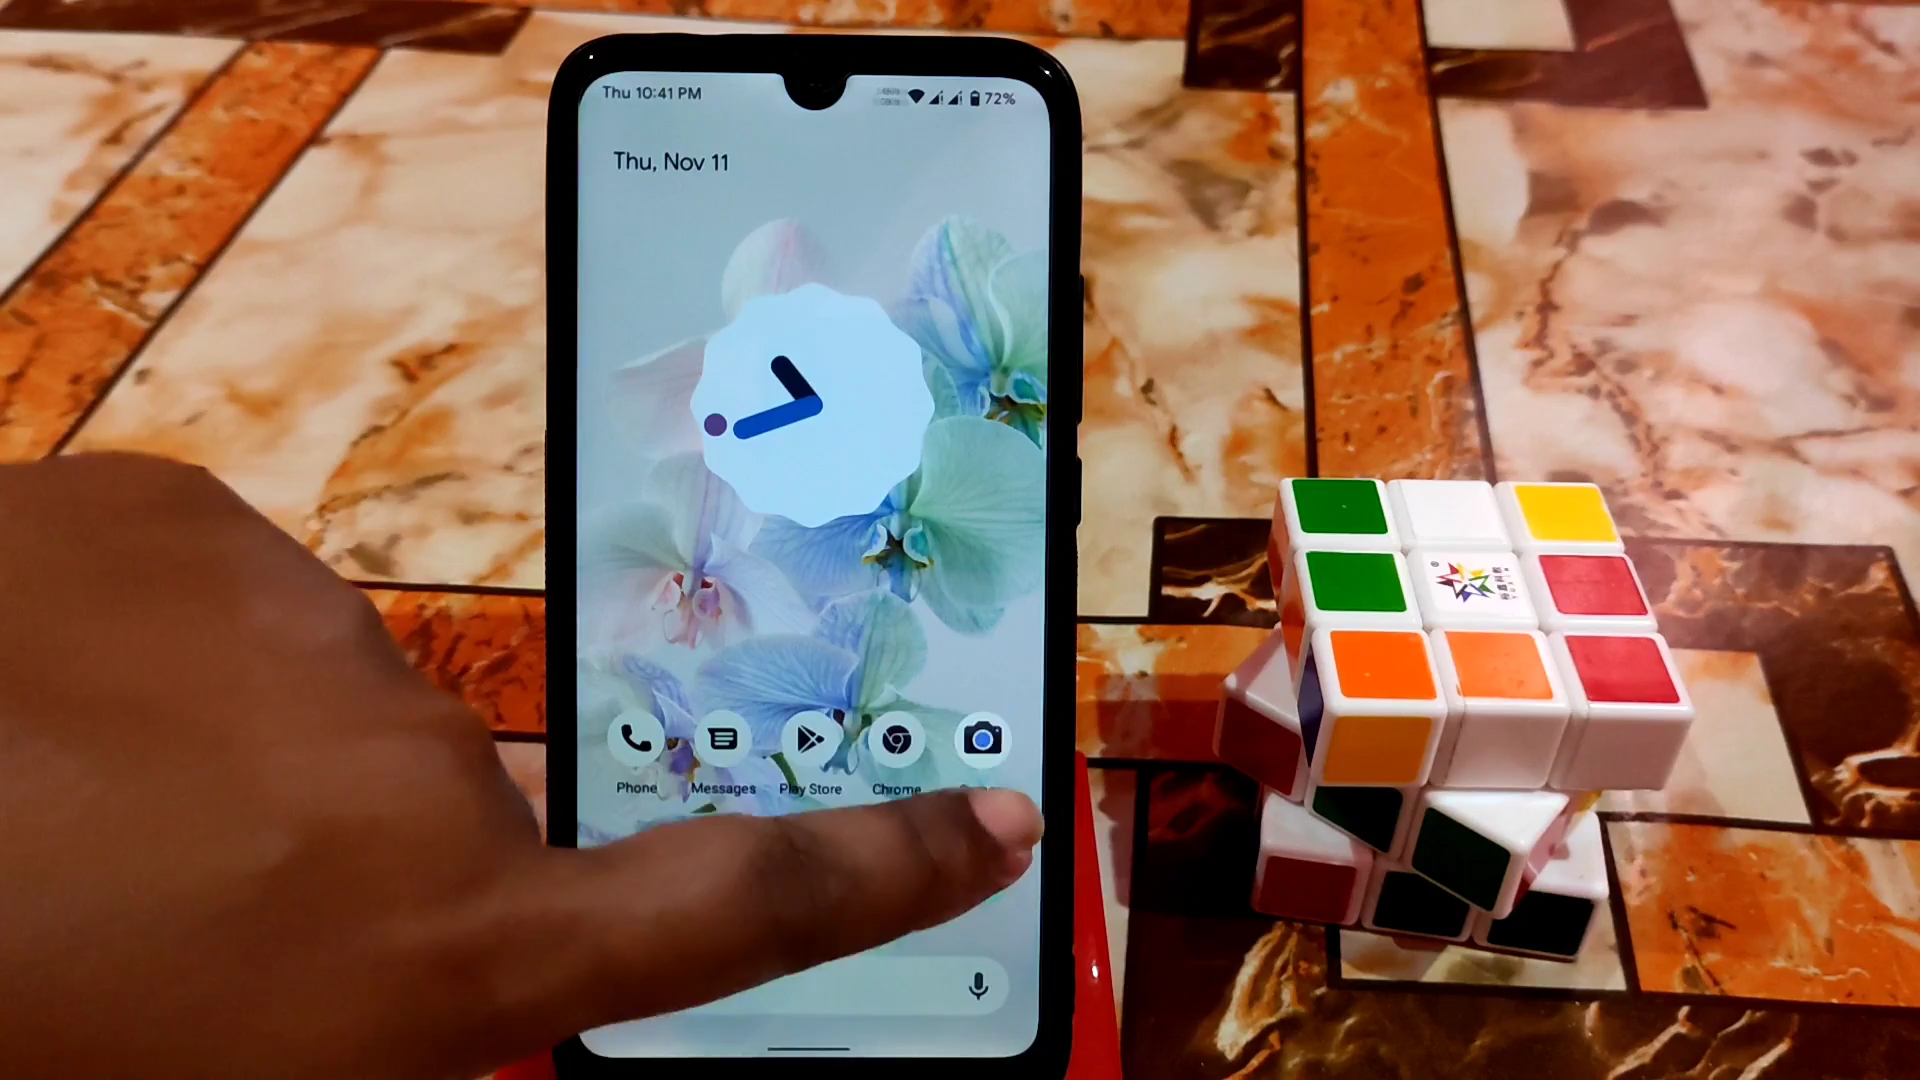 Thu 10:41 PM
72%
Thu, Nov 11
Phone
Messages
Play Store
Chrome